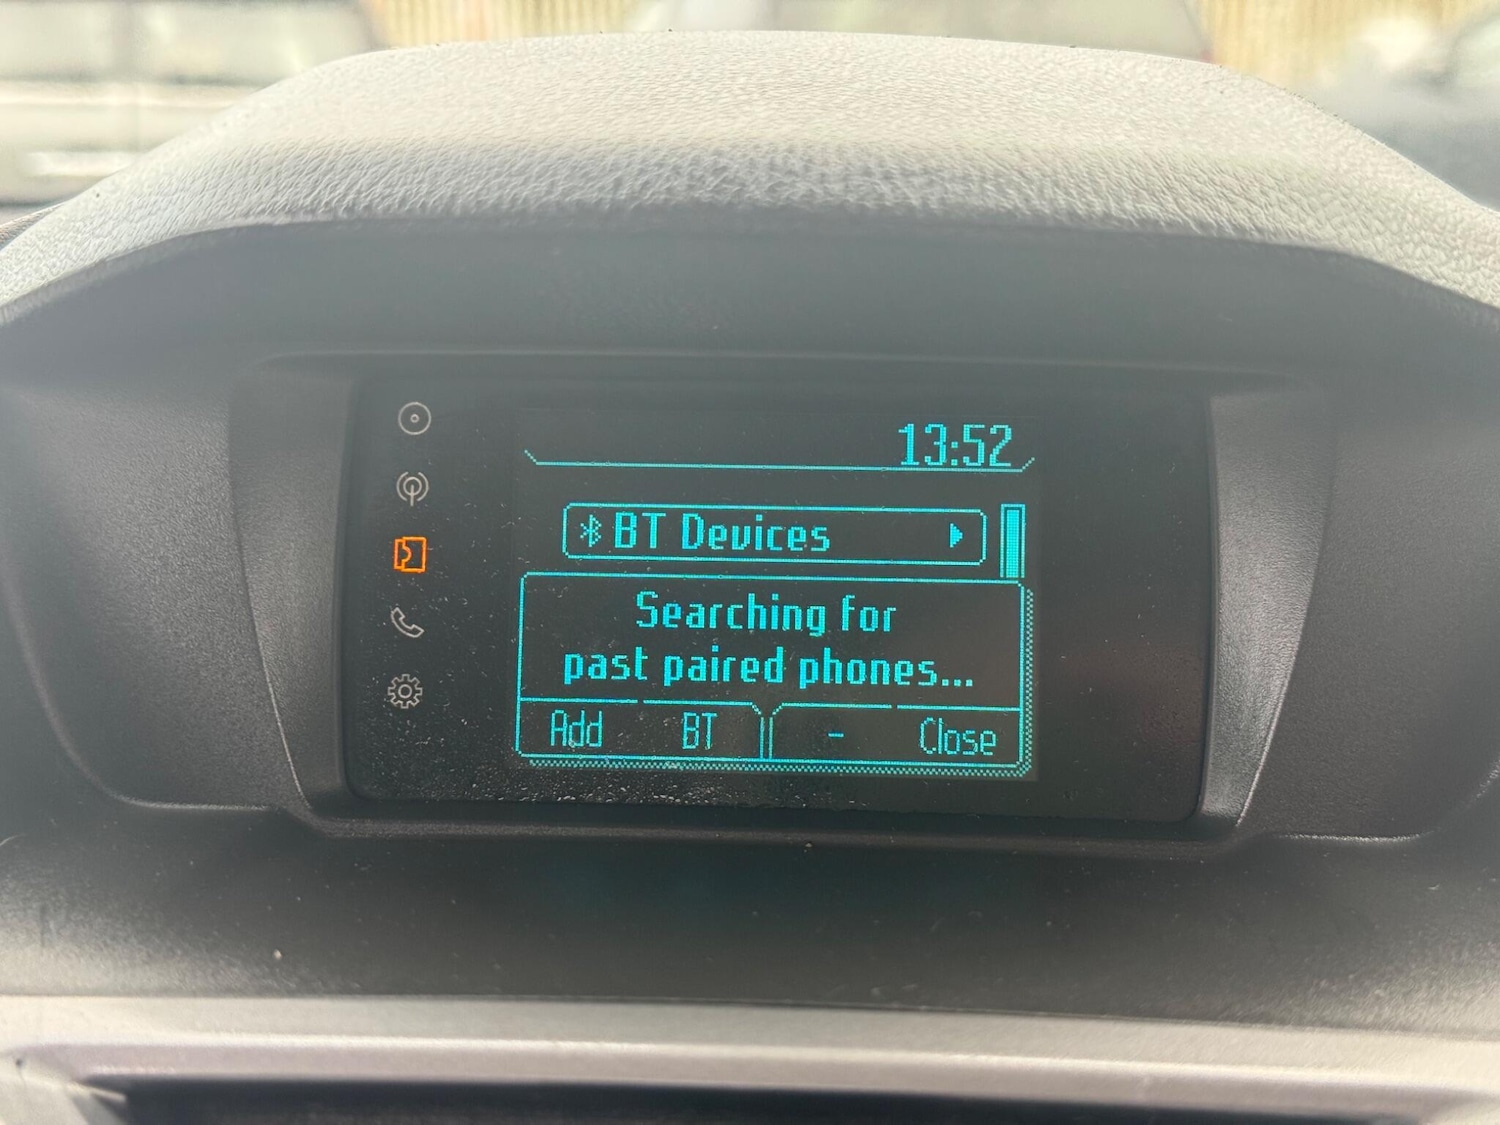 13:52
BT Devices
Searching for
past paired phones...
Add BT - Close